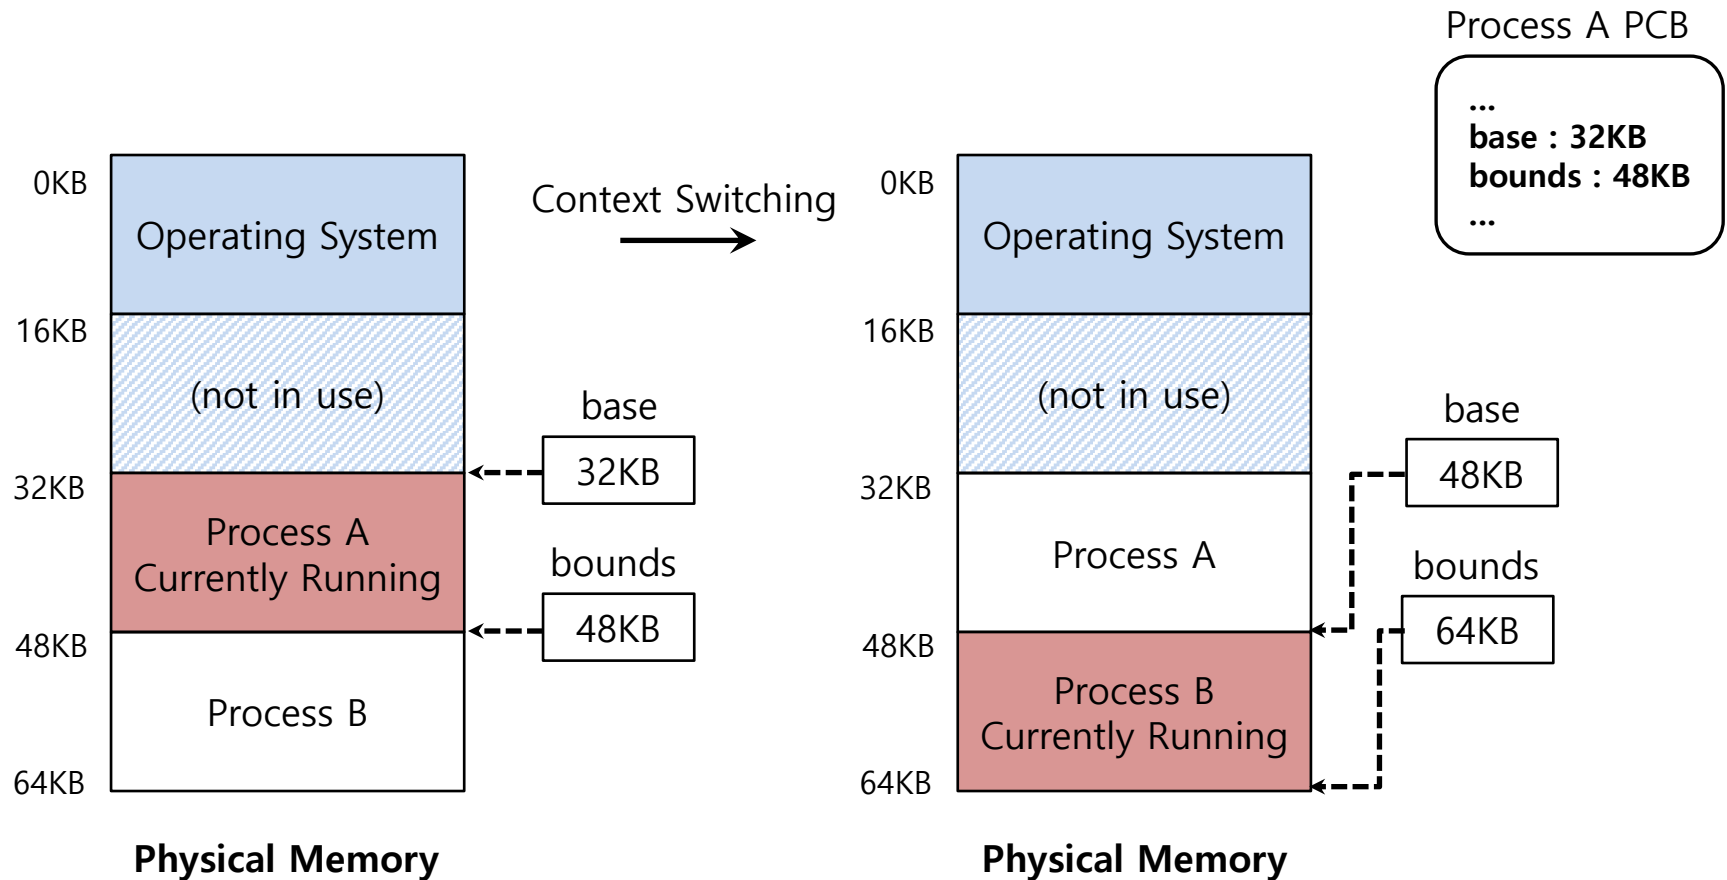 Process A PCB
...
base : 32KB
bounds : 48KB
...
0KB
Operating System
16KB
(not in use)
32KB
Process A
Currently Running
48KB
Process B
64KB
Physical Memory
base
32KB
bounds
48KB
Context Switching
0KB
Operating System
16KB
(not in use)
32KB
Process A
48KB
Process B
Currently Running
64KB
Physical Memory
base
48KB
bounds
64KB